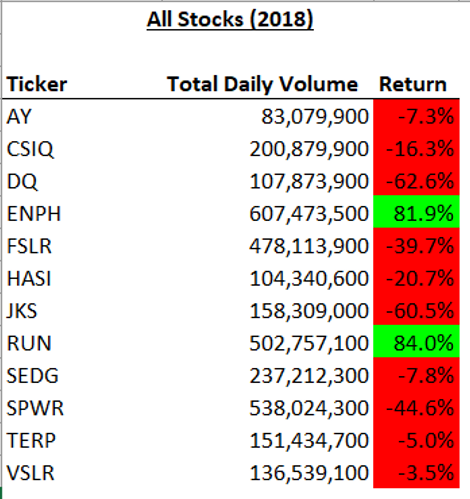 All Stocks (2018)
Ticker Total Daily Volume Return
AY 83,079,900 -7.3%
CSIQ 200,879,900 -16.3%
DQ 107,873,900 -62.6%
ENPH 607,473,500 81.9%
FSLR 478,113,900 -39.7%
HASI 104,340,600 -20.7%
JKS 158,309,000 -60.5%
RUN 502,757,100 84.0%
SEDG 237,212,300 -7.8%
SPWR 538,024,300 -44.6%
TERP 151,434,700 -5.0%
VSLR 136,539,100 -3.5%